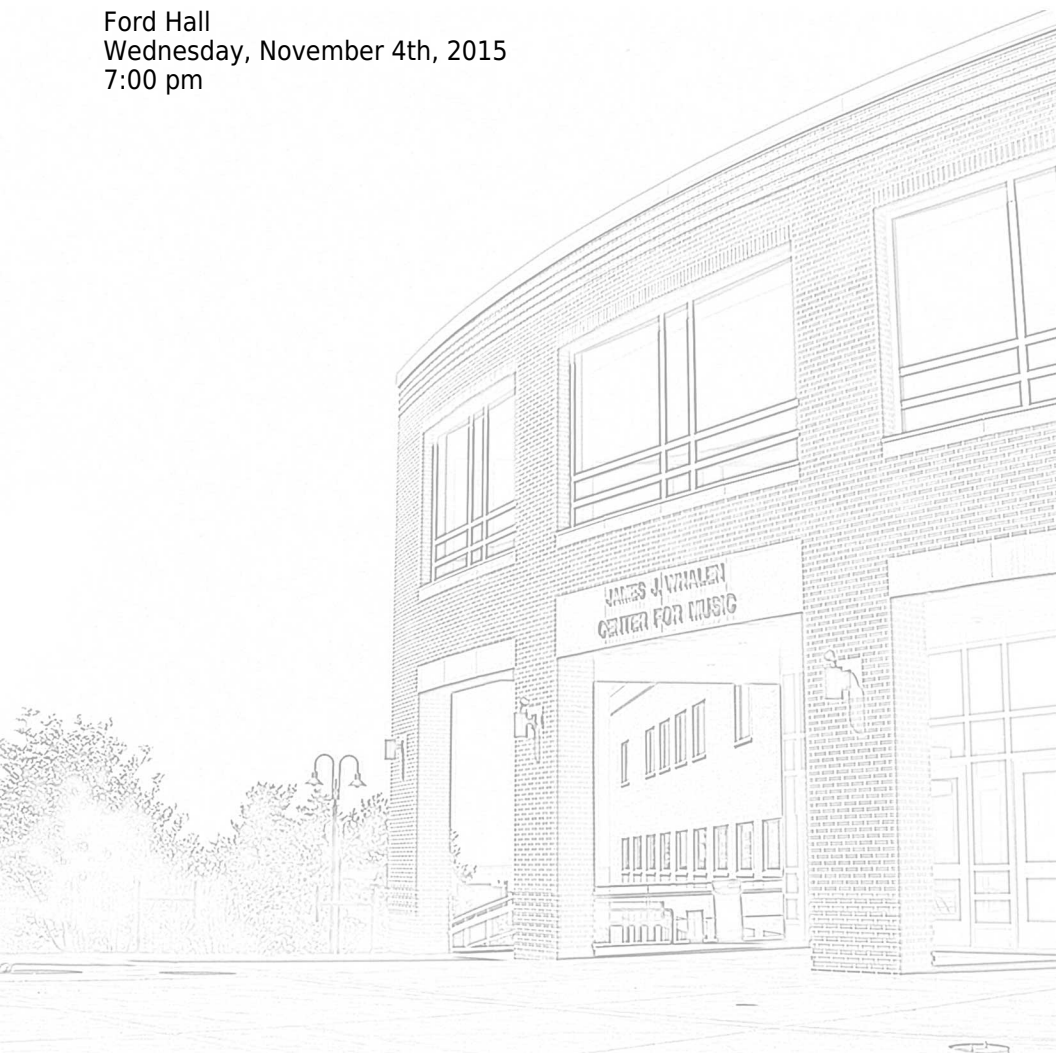 Ford Hall
Wednesday, November 4th, 2015
7:00 pm
JAMES J. WHALEN
CENTER FOR MUSIC